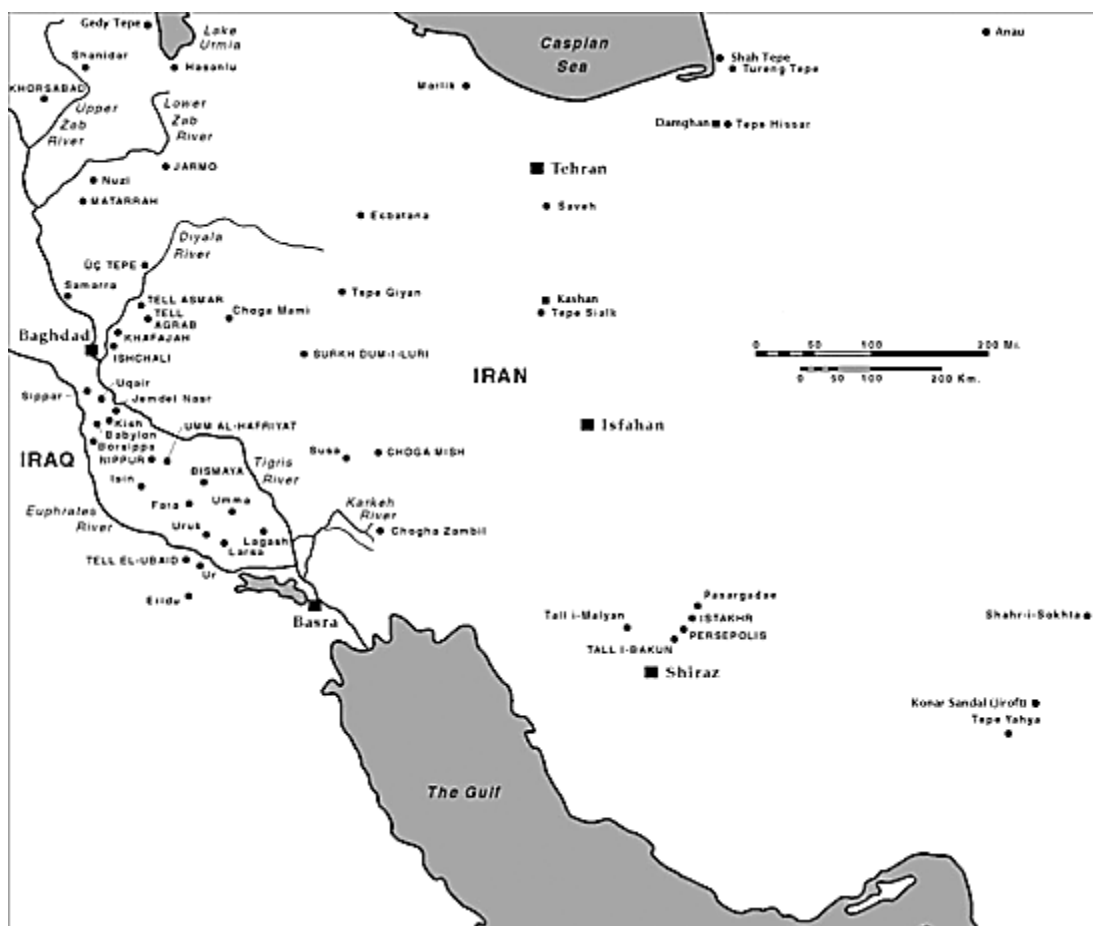 Gedy Tepe
Lake
Urmia
Caspian
Sea
Anau
Shanidar
Hasanlu
Shah Tepe
Tureng Tepe
KHORSABAD
Upper
Zab
River
Lower
Zab
River
Marlik
Damghan
Tepe Hissar
JARMO
Tehran
Nuzi
MATARRAH
Ecbatana
Saveh
Diyala
River
ÜÇ TEPE
Samarra
Tepe Giyan
Kashan
TELL ASMAR
TELL
AGRAB
Choga Mami
Tepe Sialk
Baghdad
KHAFAJAH
ISHCHALI
SURKH DUM-I-LURI
0 50 100 200 Mi.
0 50 100 200 Km.
IRAN
Uqair
Sippar
Jemdel Nasr
Kish
Babylon
UMM AL-HAFRIYAT
Isfahan
Borsippa
IRAQ
NIPPUR
Susa
CHOGA MISH
BISMAYA
Tigris
River
Isin
Fara
Umma
Karkeh
River
Euphrates
River
Urus
Lagash
Larsa
Chogha Zambil
TELL EL-UBAID
Ur
Eridu
Basra
Pasargadae
Tall i-Malyan
ISTAKHR
PERSEPOLIS
TALL I-BAKUN
Shahr-i-Sokhta
Shiraz
Konar Sandal (Jiroft)
Tepe Yahya
The Gulf